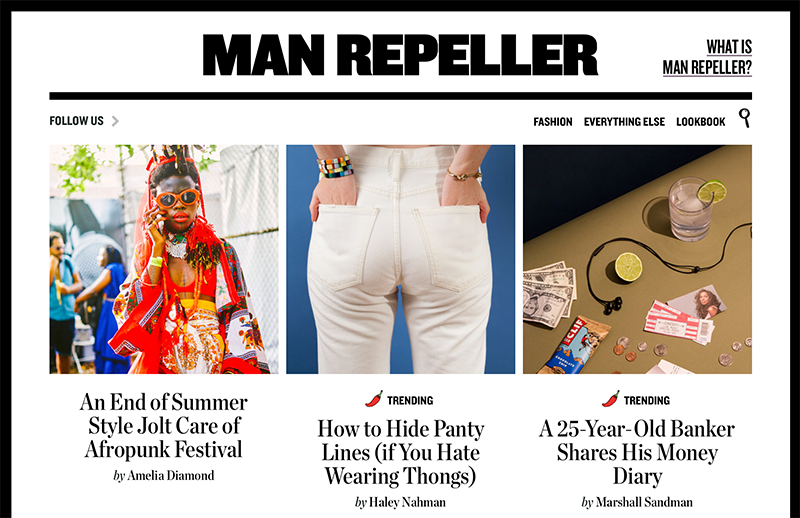 MAN REPELLER
WHAT IS
MAN REPELLER?
FOLLOW US
FASHION EVERYTHING ELSE LOOKBOOK
CLIF
TRENDING
TRENDING
An End of Summer
Style Jolt Care of
Afropunk Festival
by Amelia Diamond
How to Hide Panty
Lines (if You Hate
Wearing Thongs)
by Haley Nahman
A 25-Year-Old Banker
Shares His Money
Diary
by Marshall Sandman